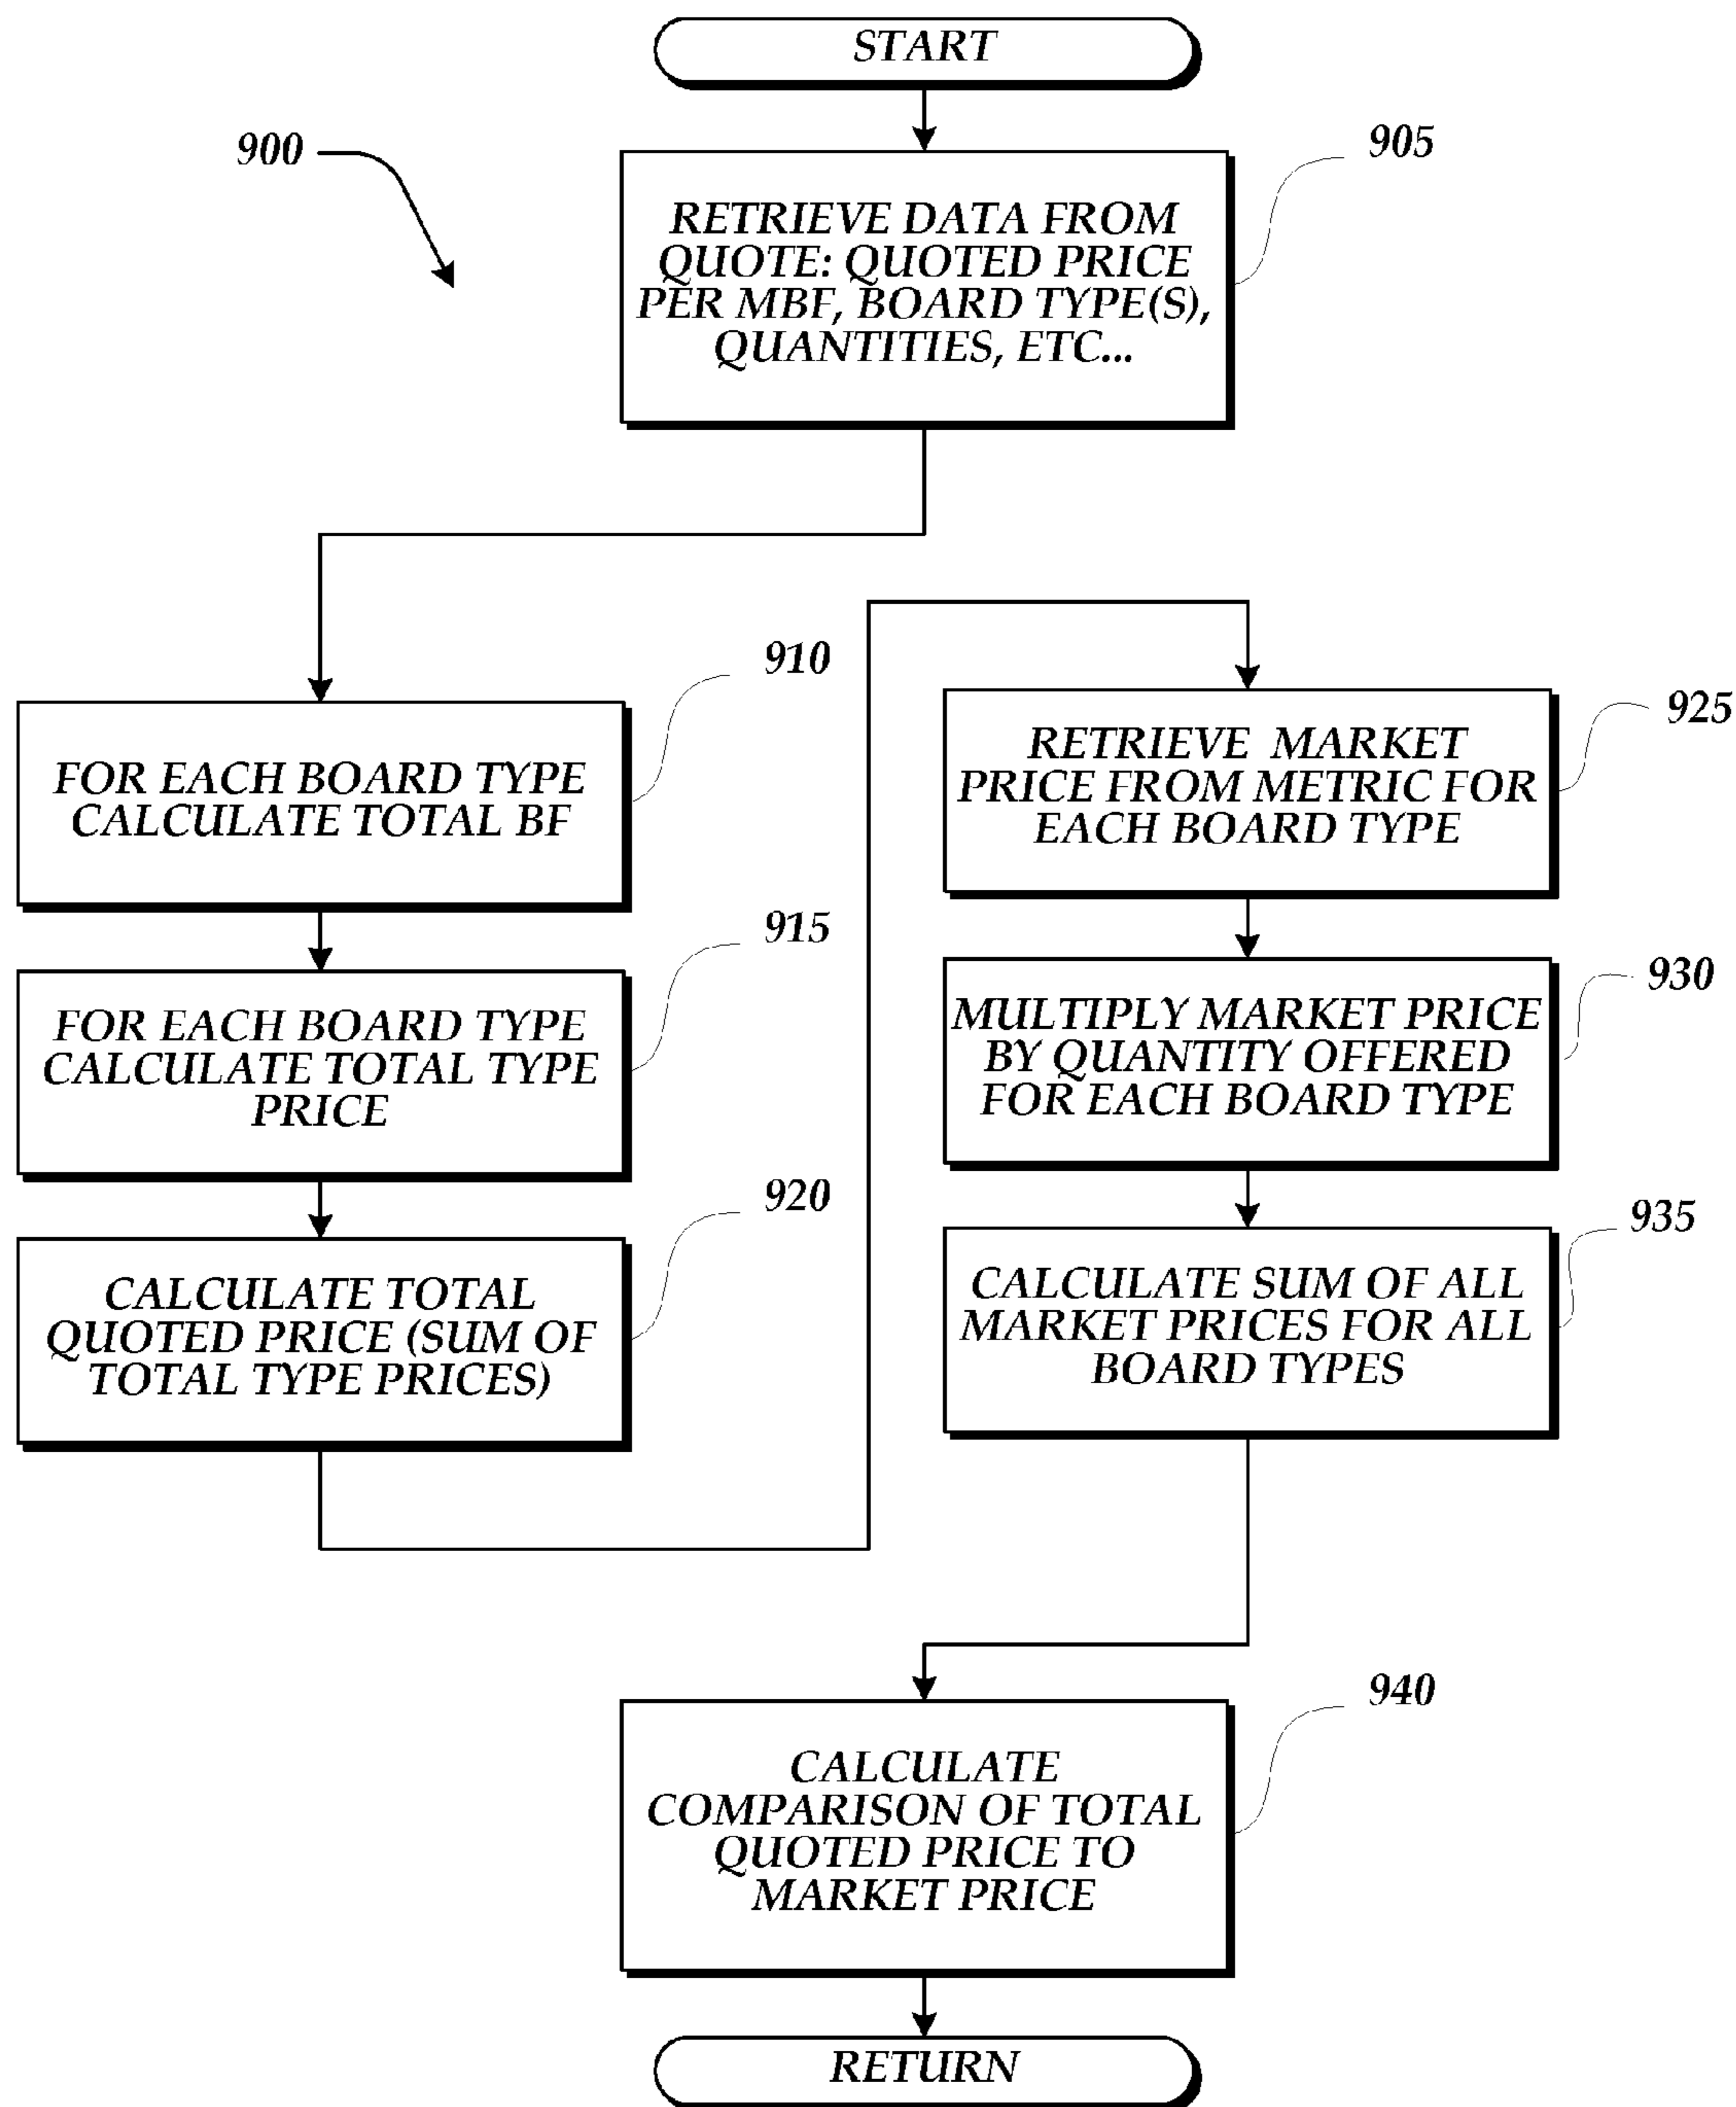 START
900
905
RETRIEVE DATA FROM
QUOTE: QUOTED PRICE
PER MBF, BOARD TYPE(S),
QUANTITIES, ETC...
910
FOR EACH BOARD TYPE
CALCULATE TOTAL BF
915
FOR EACH BOARD TYPE
CALCULATE TOTAL TYPE
PRICE
920
CALCULATE TOTAL
QUOTED PRICE (SUM OF
TOTAL TYPE PRICES)
925
RETRIEVE MARKET
PRICE FROM METRIC FOR
EACH BOARD TYPE
930
MULTIPLY MARKET PRICE
BY QUANTITY OFFERED
FOR EACH BOARD TYPE
935
CALCULATE SUM OF ALL
MARKET PRICES FOR ALL
BOARD TYPES
940
CALCULATE
COMPARISON OF TOTAL
QUOTED PRICE TO
MARKET PRICE
RETURN